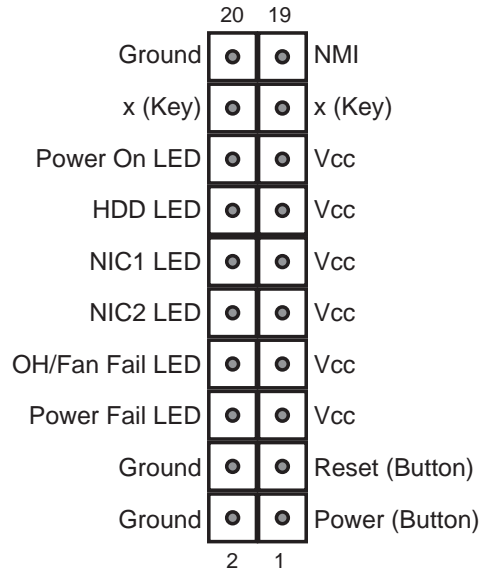 20 19
Ground NMI
x (Key) x (Key)
Power On LED Vcc
HDD LED Vcc
NIC1 LED Vcc
NIC2 LED Vcc
OH/Fan Fail LED Vcc
Power Fail LED Vcc
Ground Reset (Button)
Ground Power (Button)
2 1